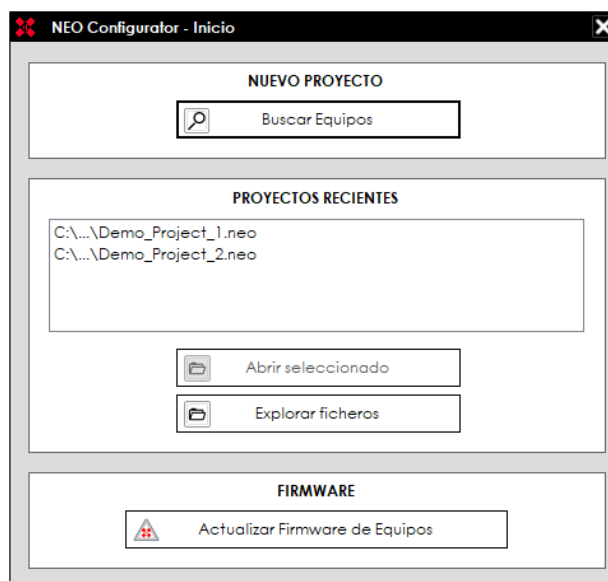 NEO Configurator - Inicio
NUEVO PROYECTO
Buscar Equipos
PROYECTOS RECIENTES
C:\...\Demo_Project_1.neo
C:\...\Demo_Project_2.neo
Abrir seleccionado
Explorar ficheros
FIRMWARE
Actualizar Firmware de Equipos